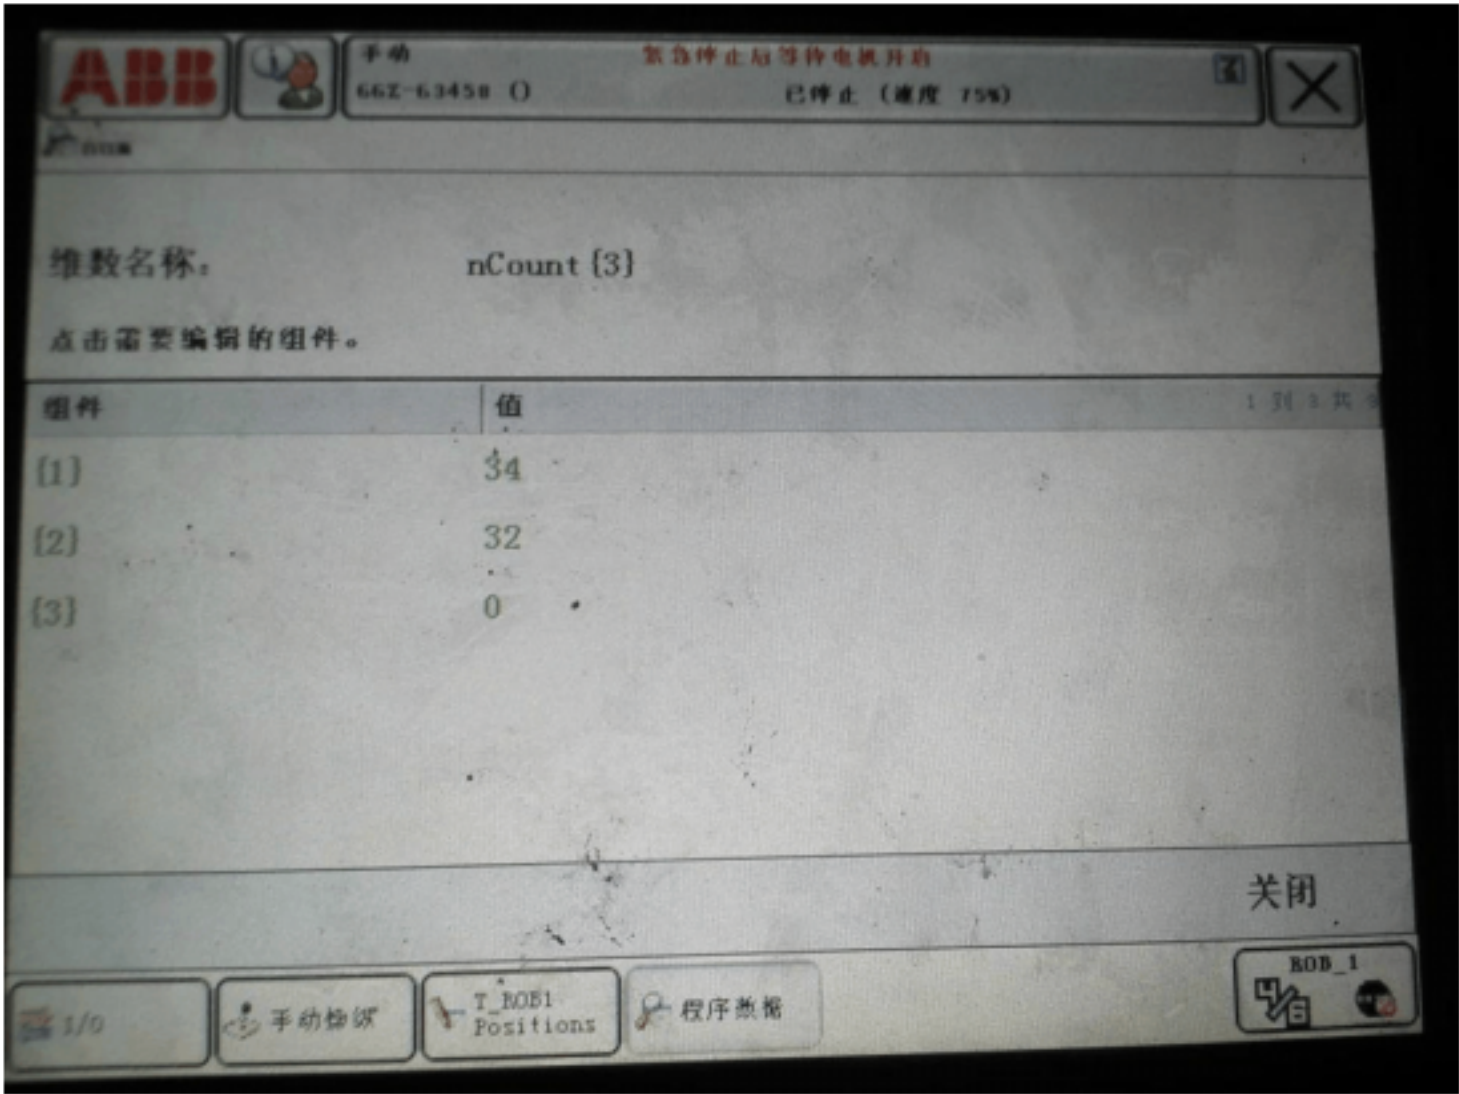 ABB
手动
66Z-63458 ()
紧急停止后等待电机开启
已停止 (速度 75%)
维数名称:
nCount{3}
点击需要编辑的组件。
组件
值
1 到 3 共 3
{1}
34
{2}
32
{3}
0
关闭
I/O
手动操纵
T_ROB1
Positions
程序数据
ROB_1